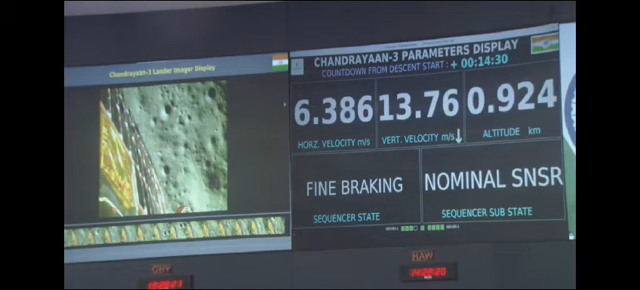 Chandrayaan-3 Lander Imager Display
CHANDRAYAAN-3 PARAMETERS DISPLAY
COUNTDOWN FROM DESCENT START : + 00:14:30
6.386 13.76 0.924
HORZ. VELOCITY m/s VERT. VELOCITY m/s ALTITUDE km
FINE BRAKING NOMINAL SNSR
SEQUENCER STATE SEQUENCER SUB STATE
HAW